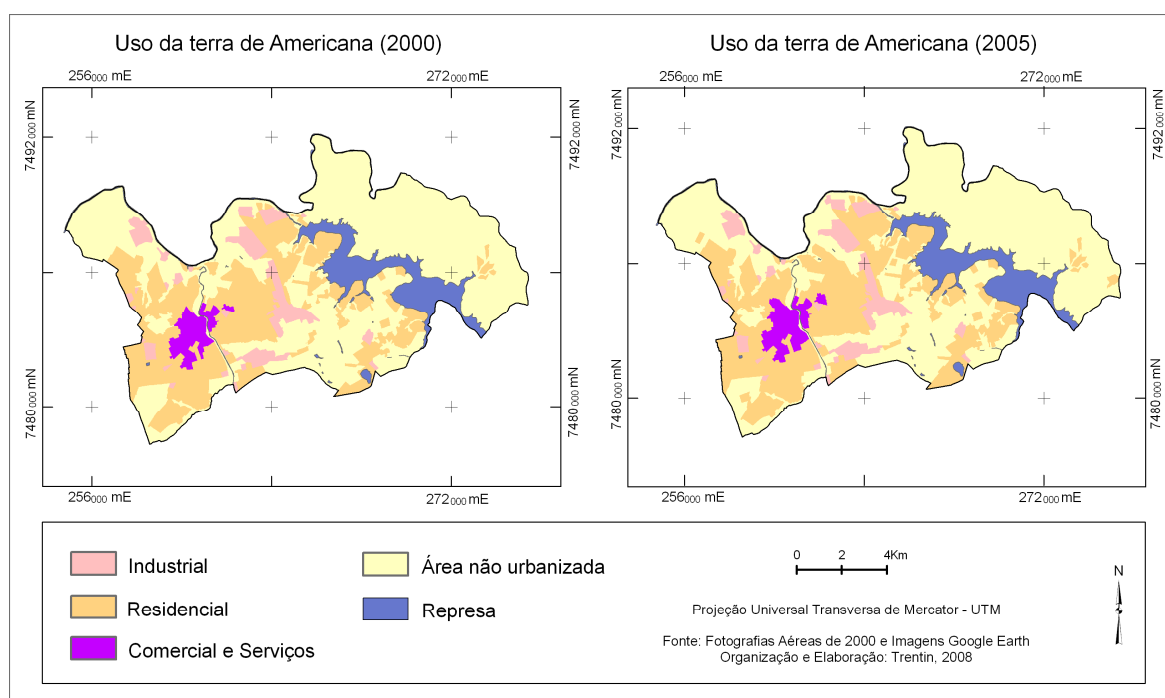 Uso da terra de Americana (2000)
256000 mE
272000 mE
7492000 mN
7492000 mN
7480000 mN
7480000 mN
256000 mE
272000 mE
Uso da terra de Americana (2005)
256000 mE
272000 mE
7492000 mN
7492000 mN
7480000 mN
7480000 mN
256000 mE
272000 mE
Industrial
Residencial
Comercial e Serviços
Área não urbanizada
Represa
0 2 4Km
N
Projeção Universal Transversa de Mercator - UTM
Fonte: Fotografias Aéreas de 2000 e Imagens Google Earth
Organização e Elaboração: Trentin, 2008